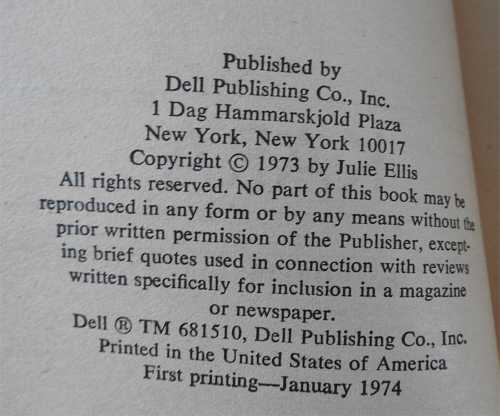 Published by
Dell Publishing Co., Inc.
1 Dag Hammarskjold Plaza
New York, New York 10017
Copyright © 1973 by Julie Ellis
All rights reserved. No part of this book may be
reproduced in any form or by any means without the
prior written permission of the Publisher, except-
ing brief quotes used in connection with reviews
written specifically for inclusion in a magazine
or newspaper.
Dell ® TM 681510, Dell Publishing Co., Inc.
Printed in the United States of America
First printing—January 1974